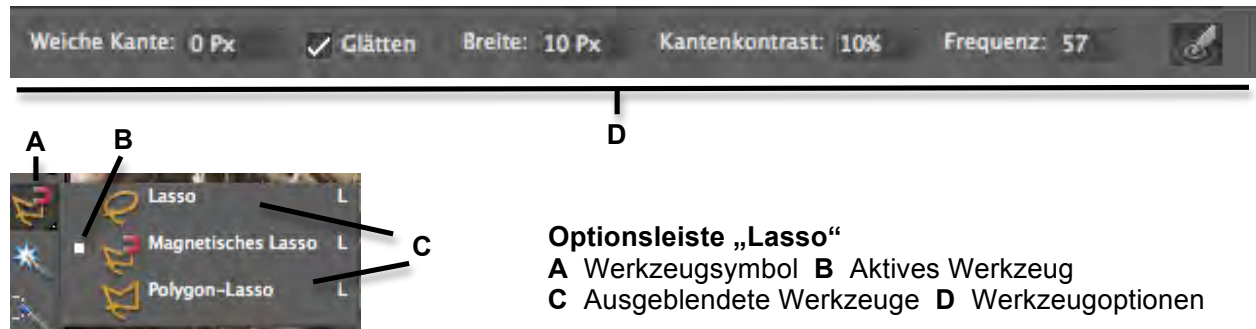 Weiche Kante: 0 Px Glätten Breite: 10 Px Kantenkontrast: 10% Frequenz: 57
D
A B
Lasso L
Magnetisches Lasso L
Polygon-Lasso L
C
Optionsleiste „Lasso“
A Werkzeugsymbol B Aktives Werkzeug
C Ausgeblendete Werkzeuge D Werkzeugoptionen